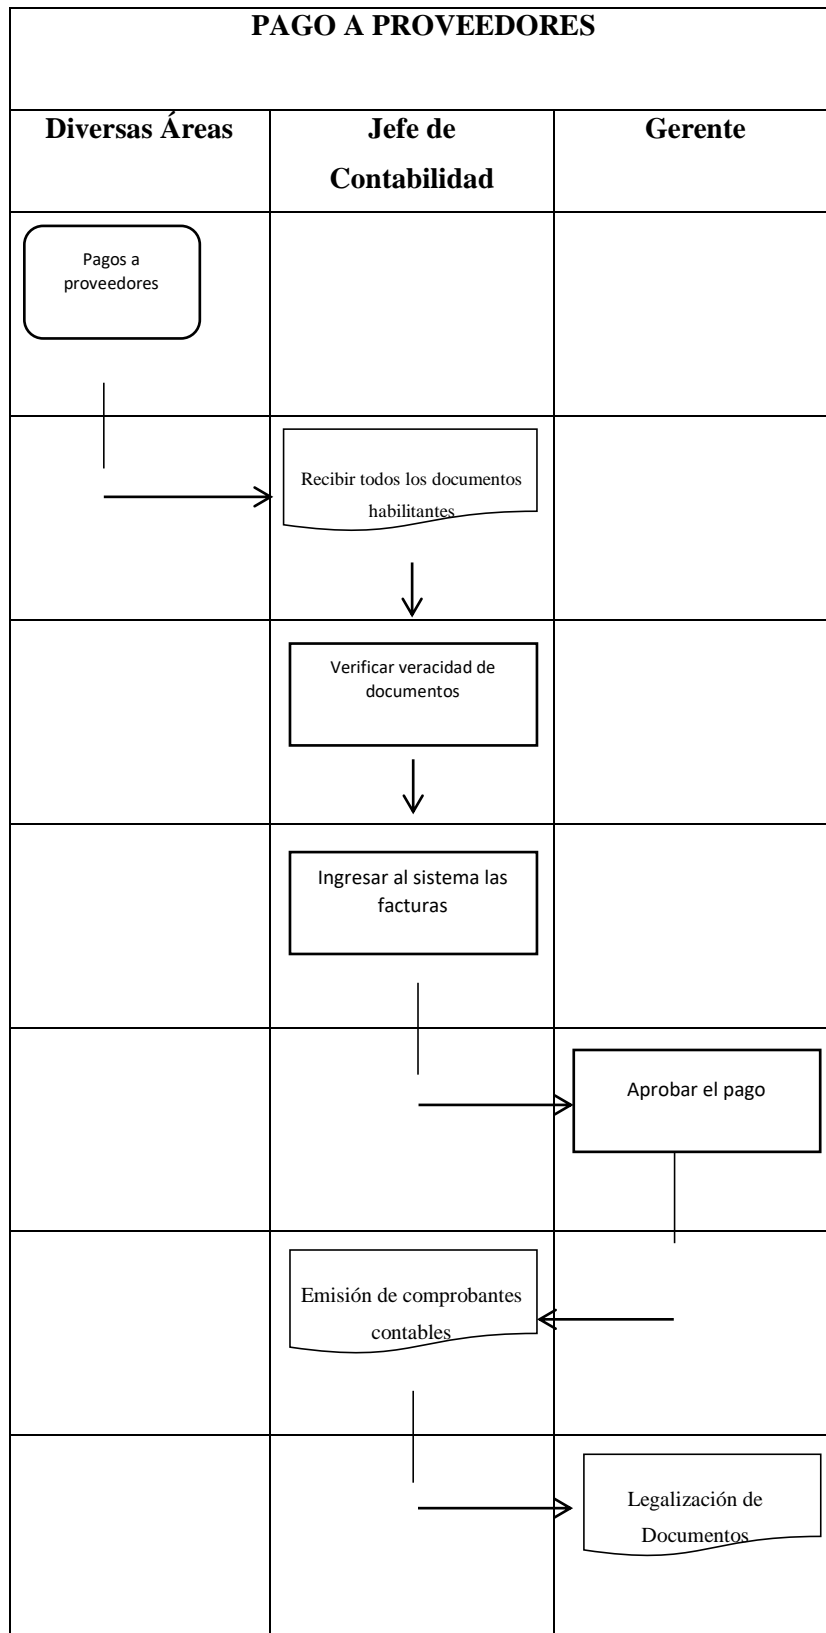 PAGO A PROVEEDORES
Diversas Áreas
Jefe de
Contabilidad
Gerente
Pagos a
proveedores
Recibir todos los documentos
habilitantes
Verificar veracidad de
documentos
Ingresar al sistema las
facturas
Aprobar el pago
Emisión de comprobantes
contables
Legalización de
Documentos